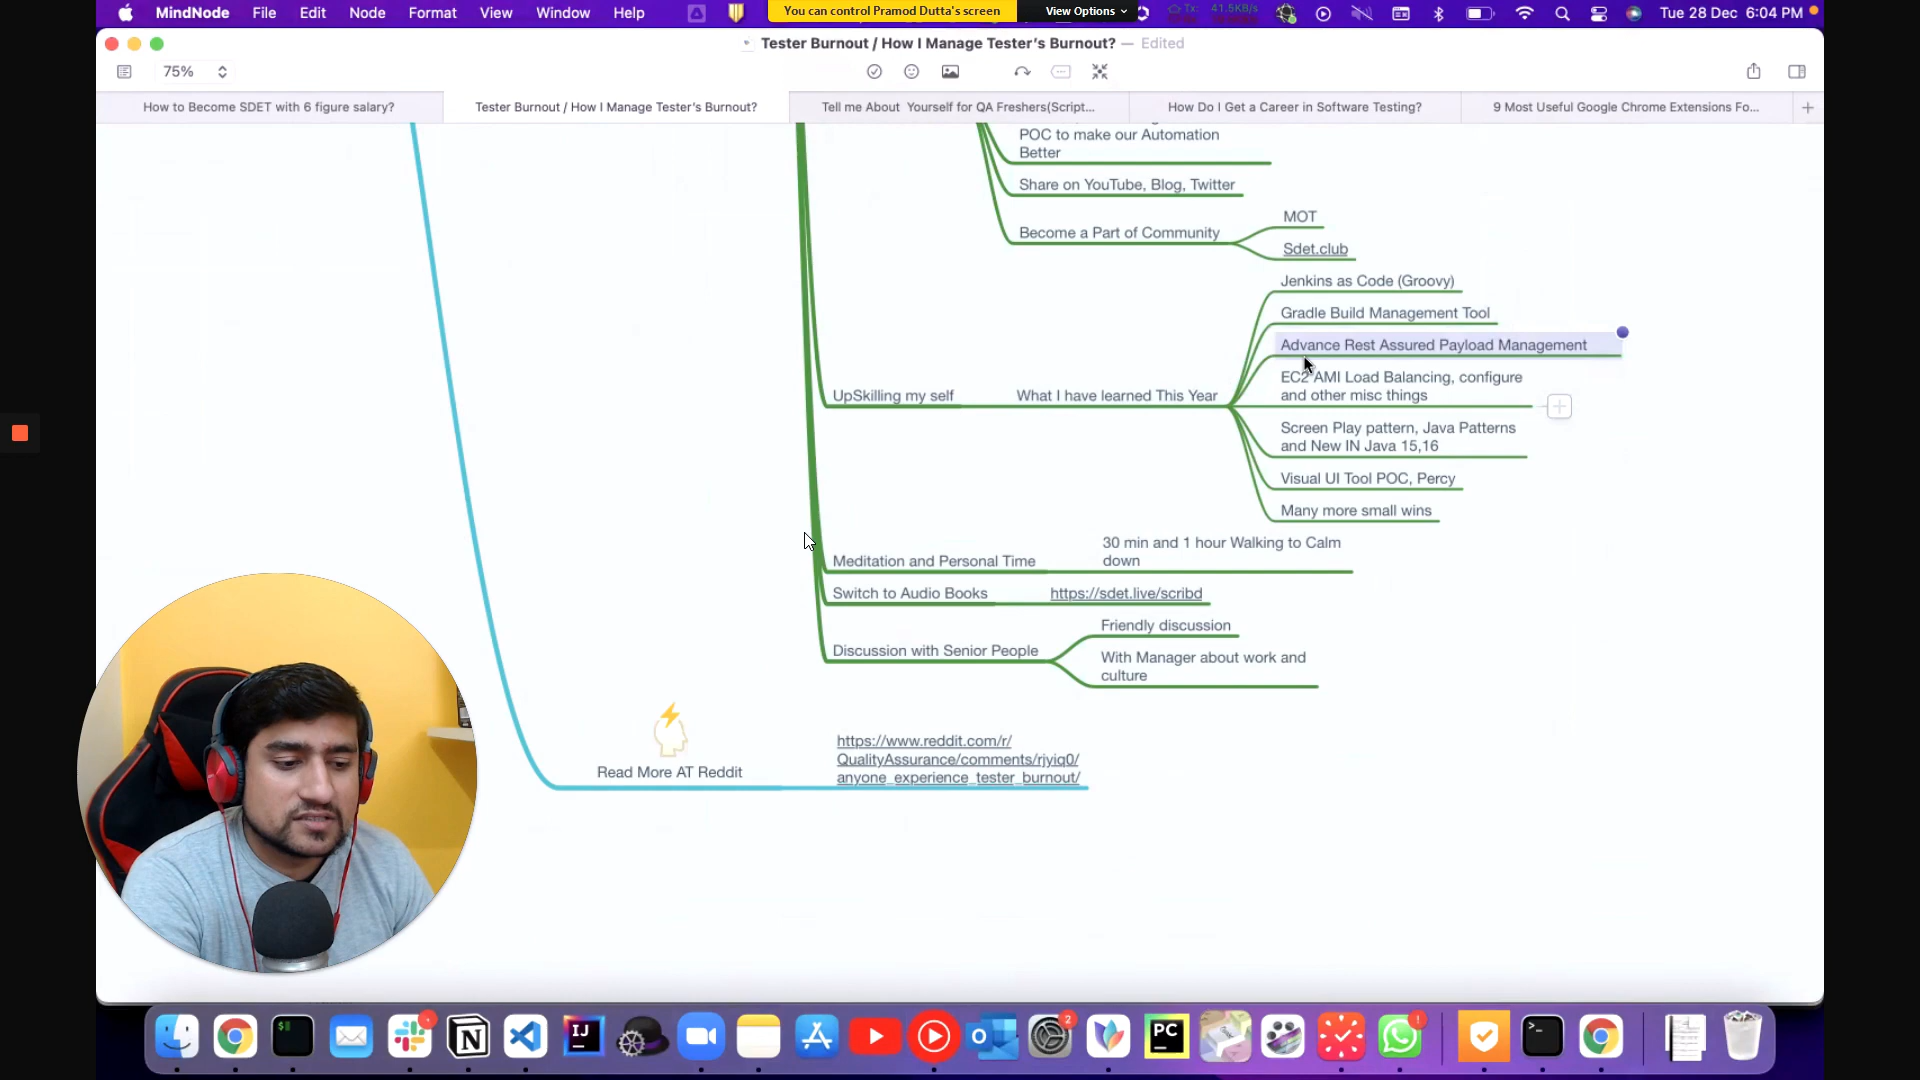 MindNode File Edit Node Format View Window Help
You can control Pramod Dutta's screen
View Options
41.5KB/s
Tue 28 Dec 6:04 PM
Tester Burnout / How I Manage Tester's Burnout? — Edited
75%
How to Become SDET with 6 figure salary?
Tester Burnout / How I Manage Tester's Burnout?
Tell me About Yourself for QA Freshers(Script...
How Do I Get a Career in Software Testing?
9 Most Useful Google Chrome Extensions Fo...
POC to make our Automation
Better
Share on YouTube, Blog, Twitter
Become a Part of Community
MOT
Sdet.club
UpSkilling my self
What I have learned This Year
Jenkins as Code (Groovy)
Gradle Build Management Tool
Advance Rest Assured Payload Management
EC2 AMI Load Balancing, configure
and other misc things
Screen Play pattern, Java Patterns
and New IN Java 15,16
Visual UI Tool POC, Percy
Many more small wins
Meditation and Personal Time
30 min and 1 hour Walking to Calm
down
Switch to Audio Books
https://sdet.live/scribd
Discussion with Senior People
Friendly discussion
With Manager about work and
culture
Read More AT Reddit
https://www.reddit.com/r/
QualityAssurance/comments/rjyiq0/
anyone_experience_tester_burnout/